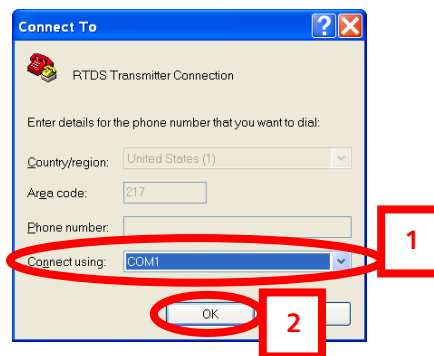 Connect To
RTDS Transmitter Connection
Enter details for the phone number that you want to dial:
Country/region: United States (1)
Area code: 217
Phone number:
Connect using: COM1
1
OK
2